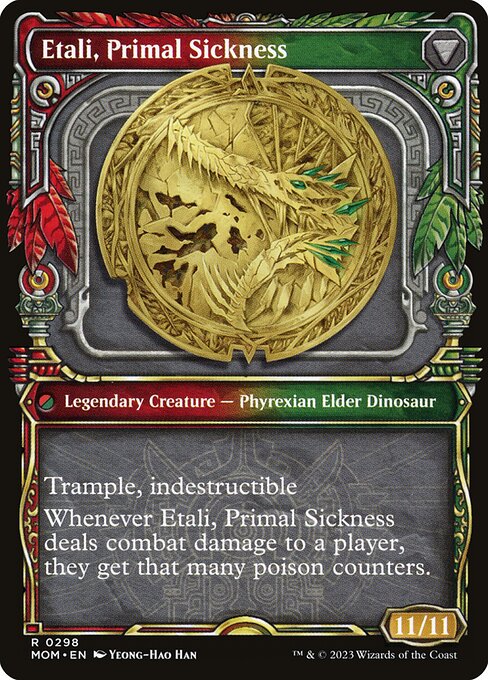 Etali, Primal Sickness
Legendary Creature — Phyrexian Elder Dinosaur
Trample, indestructible
Whenever Etali, Primal Sickness
deals combat damage to a player,
they get that many poison counters.
11/11
R 0298
MOM • EN Yeong-Hao Han
™ & © 2023 Wizards of the Coast